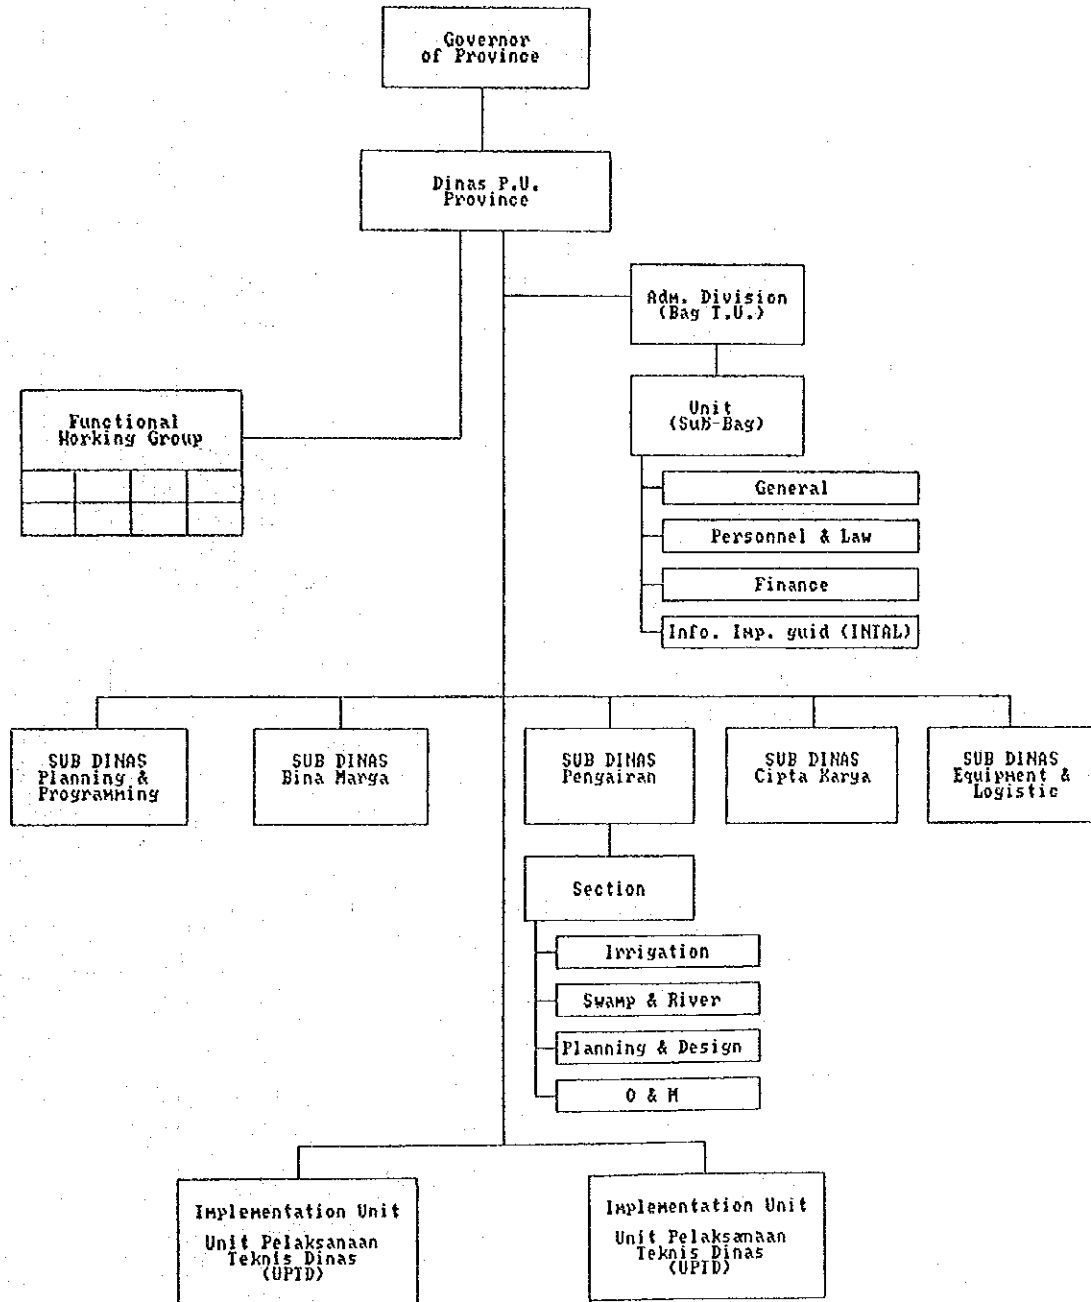 Governor
of Province
Dinas P.U.
Province
Adm. Division
(Bag T.U.)
Functional
Working Group
Unit
(Sub-Bag)
General
Personnel & Law
Finance
Info. Imp. guid (INTAL)
SUB DINAS
Planning &
Programming
SUB DINAS
Bina Marga
SUB DINAS
Pengairan
SUB DINAS
Cipta Karya
SUB DINAS
Equipment &
Logistic
Section
Irrigation
Swamp & River
Planning & Design
O & M
Implementation Unit
Unit Pelaksanaan
Teknis Dinas
(UPTD)
Implementation Unit
Unit Pelaksanaan
Teknis Dinas
(UPTD)